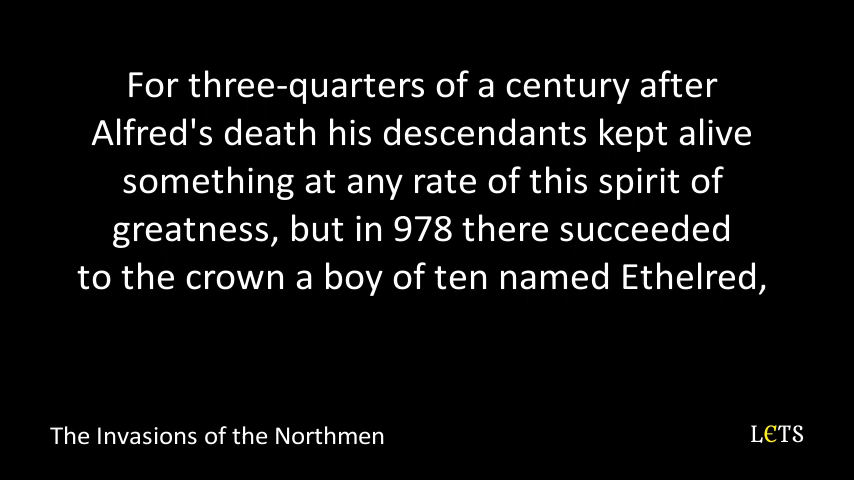 For three-quarters of a century after
Alfred's death his descendants kept alive
something at any rate of this spirit of
greatness, but in 978 there succeeded
to the crown a boy of ten named Ethelred,
The Invasions of the Northmen
LЄTS